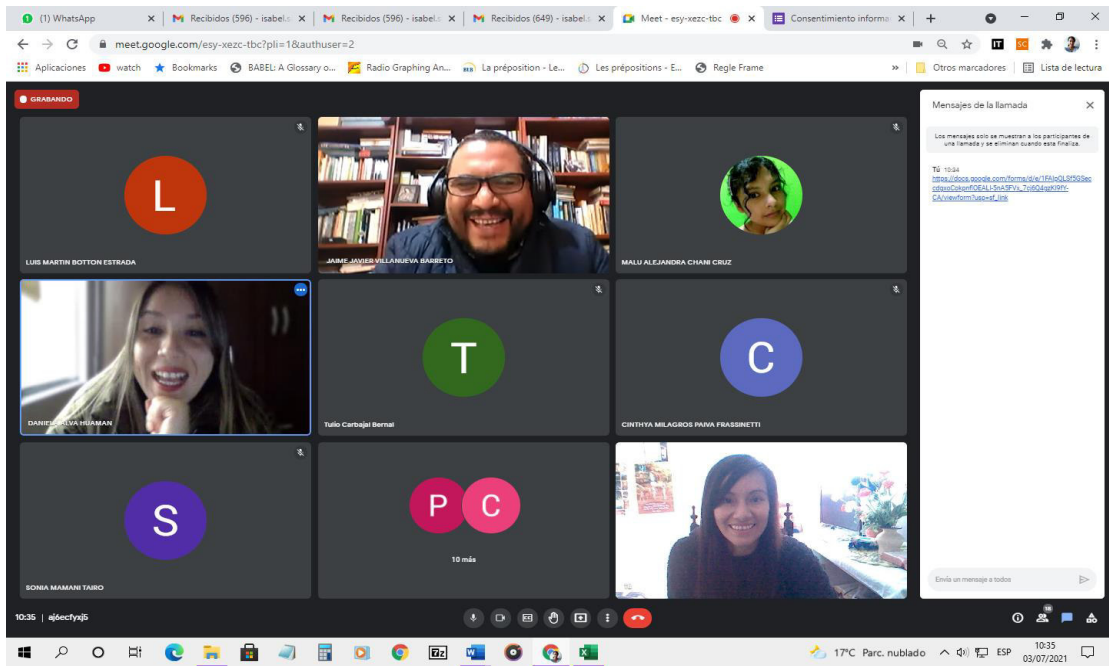 (1) WhatsApp
Recibidos (596) - isabel.s
Recibidos (596) - isabel.s
Recibidos (649) - isabel.s
Meet - esy-xezc-tbc
Consentimiento informa
meet.google.com/esy-xezc-tbc?pli=1&authuser=2
Aplicaciones
watch
Bookmarks
BABEL: A Glossary o...
Radio Graphing An...
La préposition - Le...
Les prépositions - E...
Regle Frame
Otros marcadores
Lista de lectura
GRABANDO
L
LUIS MARTIN BOTTON ESTRADA
JAIME JAVIER VILLANUEVA BARRETO
MALU ALEJANDRA CHANI CRUZ
T
Tulio Carbajal Bernal
C
CINTHYA MILAGROS PAIVA FRASSINETTI
S
SONIA MAMANI TAIRO
P C
10 más
Mensajes de la llamada
Los mensajes solo se muestran a los participantes de
una llamada y se eliminan cuando esta finaliza.
Tú 10:34
Envía un mensaje a todos
10:35 | aj6ecfyxj5
18
17°C Parc. nublado
ESP
10:35
03/07/2021